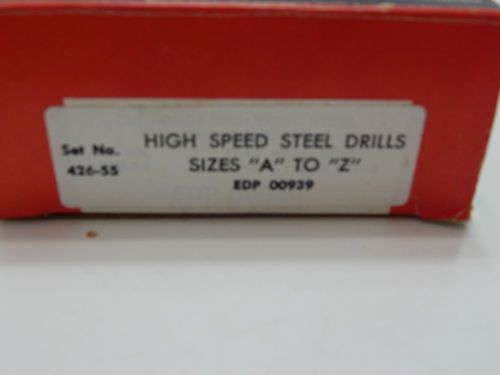 Set No.
426-55
HIGH SPEED STEEL DRILLS
SIZES "A" TO "Z"
EDP 00939